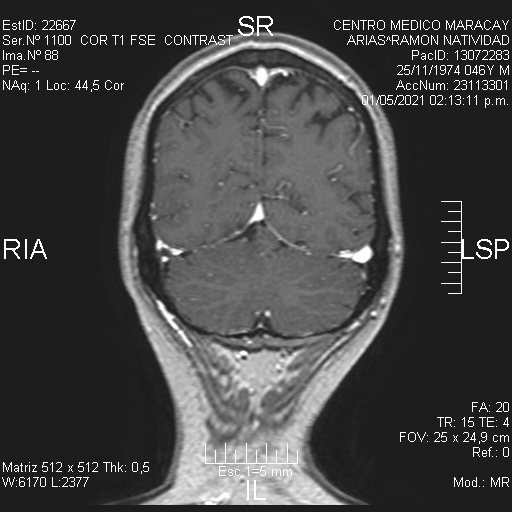 EstID: 22667
Ser.Nº 1100 COR T1 FSE CONTRAST
Ima.Nº 88
PE= --
NAq: 1 Loc: 44,5 Cor
SR
CENTRO MEDICO MARACAY
ARIAS^RAMON NATIVIDAD
PacID: 13072283
25/11/1974 046Y M
AccNum: 23113301
01/05/2021 02:13:11 p.m.
RIA
LSP
FA: 20
TR: 15 TE: 4
FOV: 25 x 24,9 cm
Ref.: 0
Mod.: MR
Matriz 512 x 512 Thk: 0,5
W:6170 L:2377
Esc.1=5 mm
IL